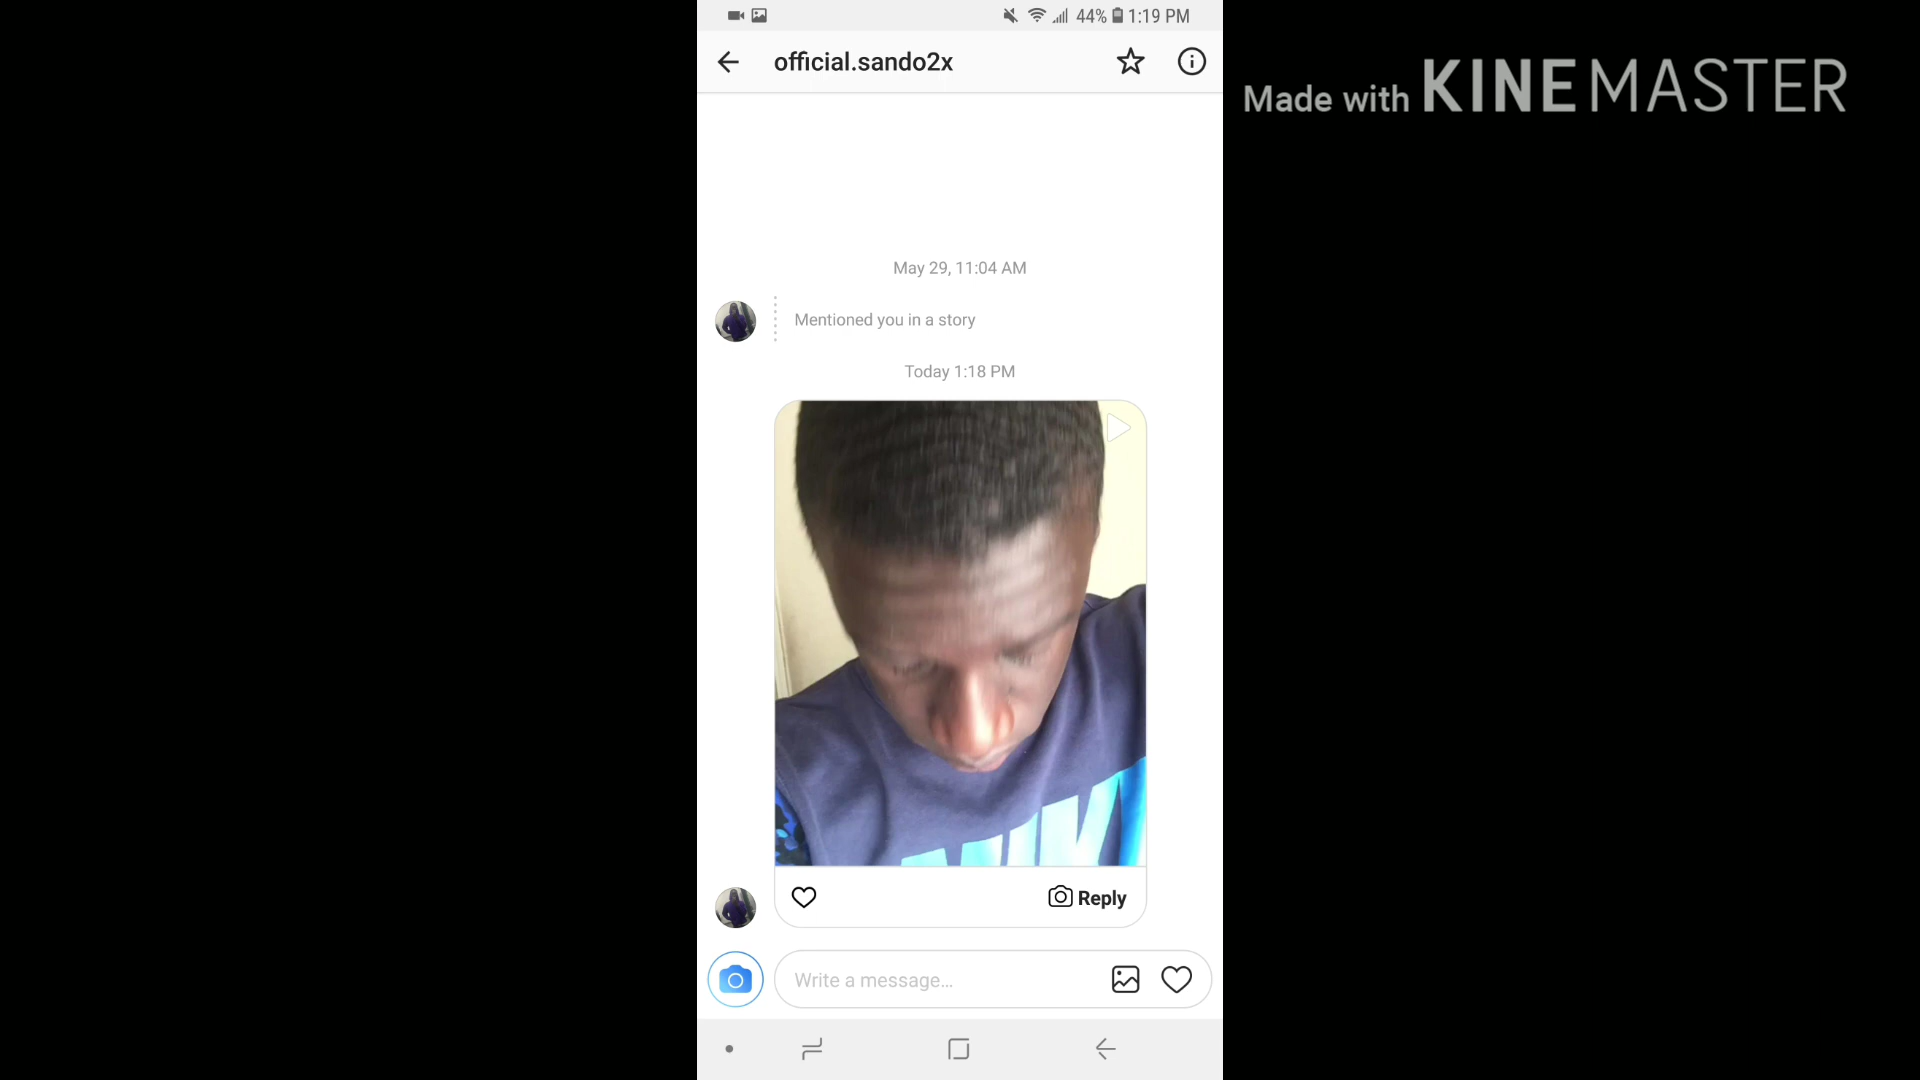 44% 1:19 PM
official.sando2x
Made with KINEMASTER
May 29, 11:04 AM
Mentioned you in a story
Today 1:18 PM
Reply
Write a message...